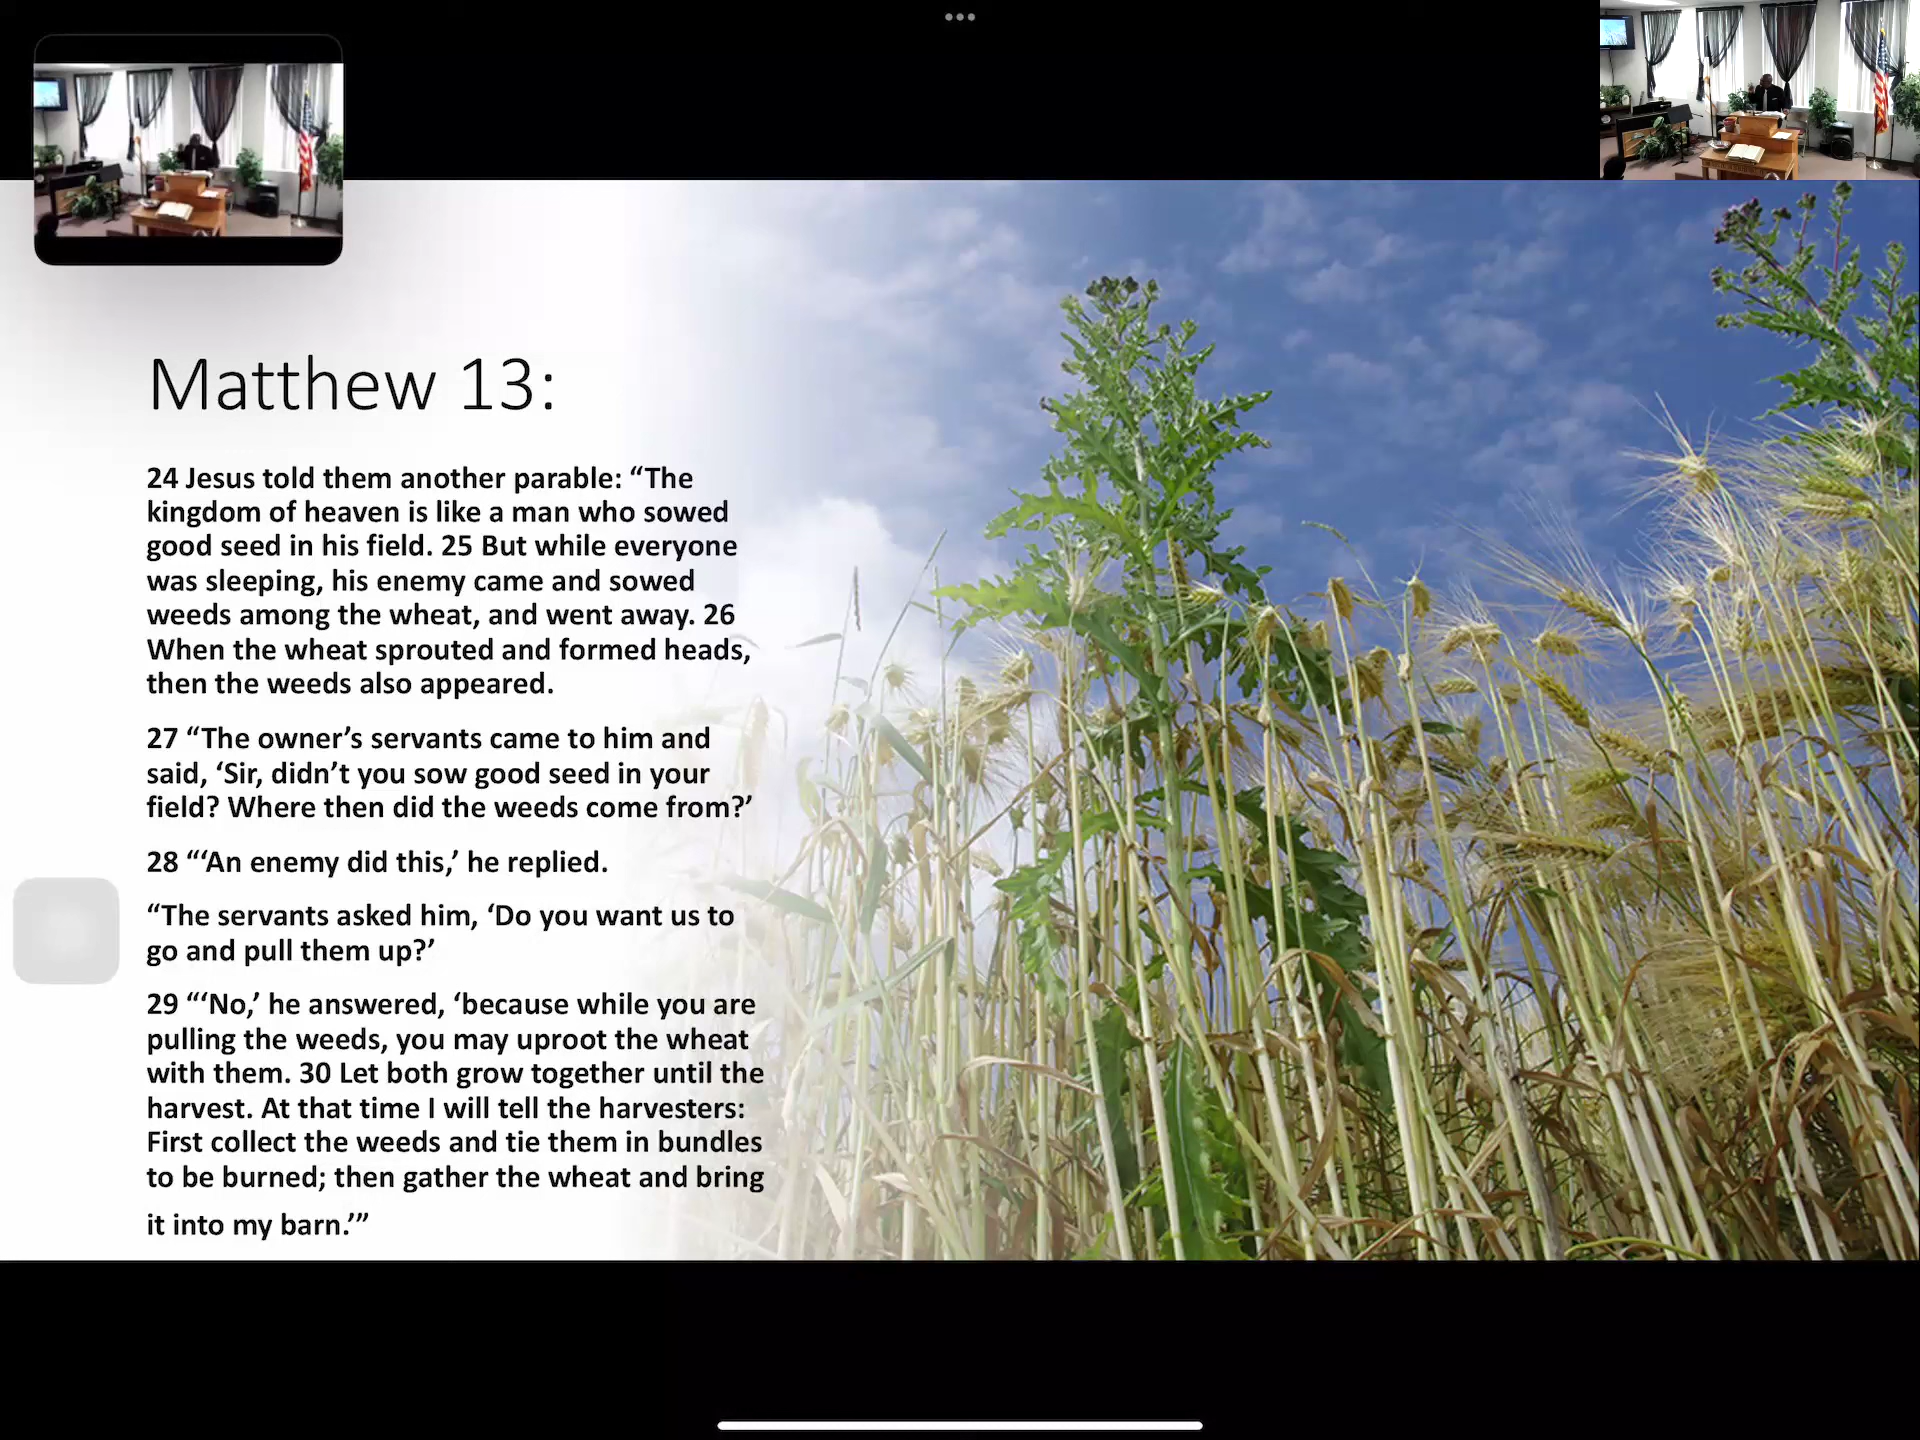 Matthew 13:
24 Jesus told them another parable: “The
kingdom of heaven is like a man who sowed
good seed in his field. 25 But while everyone
was sleeping, his enemy came and sowed
weeds among the wheat, and went away. 26
When the wheat sprouted and formed heads,
then the weeds also appeared.
27 “The owner’s servants came to him and
said, ‘Sir, didn’t you sow good seed in your
field? Where then did the weeds come from?’
28 “‘An enemy did this,’ he replied.
“The servants asked him, ‘Do you want us to
go and pull them up?’
29 “‘No,’ he answered, ‘because while you are
pulling the weeds, you may uproot the wheat
with them. 30 Let both grow together until the
harvest. At that time I will tell the harvesters:
First collect the weeds and tie them in bundles
to be burned; then gather the wheat and bring
it into my barn.’”